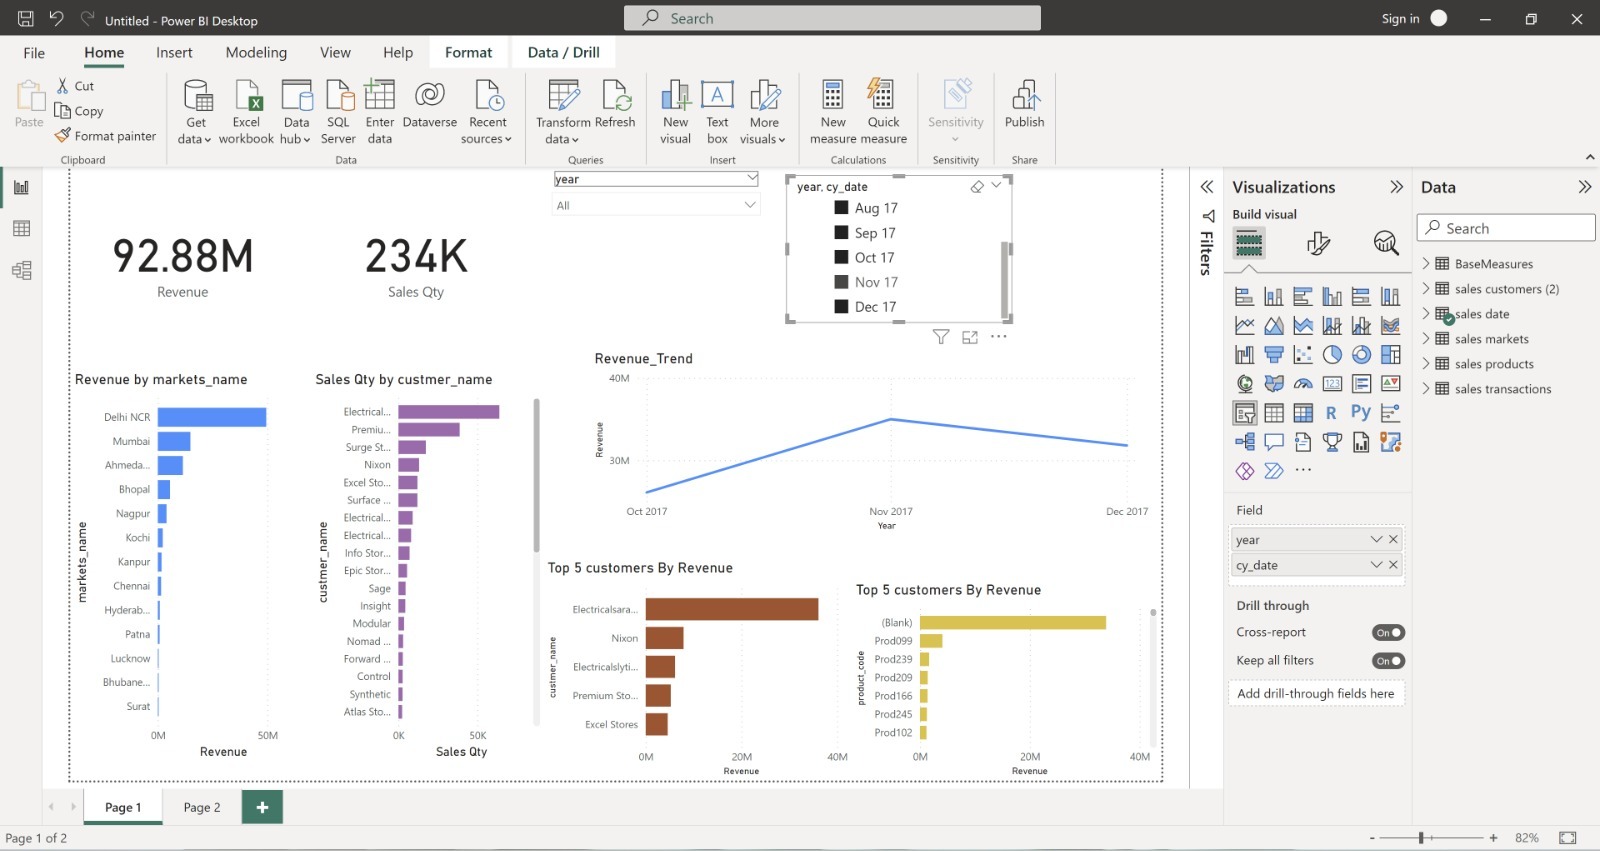 Untitled - Power BI Desktop
Search
Sign in
File
Home
Insert
Modeling
View
Help
Format
Data / Drill
Paste
Cut
Copy
Format painter
Clipboard
Get data
Excel workbook
Data hub
SQL Server
Enter data
Dataverse
Recent sources
Data
Transform data
Refresh
Queries
New visual
Text box
More visuals
Insert
New measure
Quick measure
Calculations
Sensitivity
Sensitivity
Publish
Share
year
All
year, cy_date
Aug 17
Sep 17
Oct 17
Nov 17
Dec 17
92.88M
Revenue
234K
Sales Qty
Revenue by markets_name
markets_name
Delhi NCR
Mumbai
Ahmeda...
Bhopal
Nagpur
Kochi
Kanpur
Chennai
Hyderab...
Patna
Lucknow
Bhubane...
Surat
0M
50M
Revenue
Sales Qty by custmer_name
custmer_name
Electrical...
Premiu...
Surge St...
Nixon
Excel Sto...
Surface ...
Electrical...
Electrical...
Info Stor...
Epic Stor...
Sage
Insight
Modular
Nomad ...
Forward ...
Control
Synthetic
Atlas Sto...
0K
50K
Sales Qty
Revenue_Trend
40M
30M
Revenue
Oct 2017
Nov 2017
Dec 2017
Year
Top 5 customers By Revenue
custmer_name
Electricalsara...
Nixon
Electricalslyti...
Premium Sto...
Excel Stores
0M
20M
40M
Revenue
Top 5 customers By Revenue
product_code
(Blank)
Prod099
Prod239
Prod209
Prod166
Prod245
Prod102
0M
20M
40M
Revenue
Filters
Visualizations
Build visual
123
R
Py
Field
year
cy_date
Drill through
Cross-report
On
Keep all filters
On
Add drill-through fields here
Data
Search
BaseMeasures
sales customers (2)
sales date
sales markets
sales products
sales transactions
Page 1
Page 2
Page 1 of 2
82%